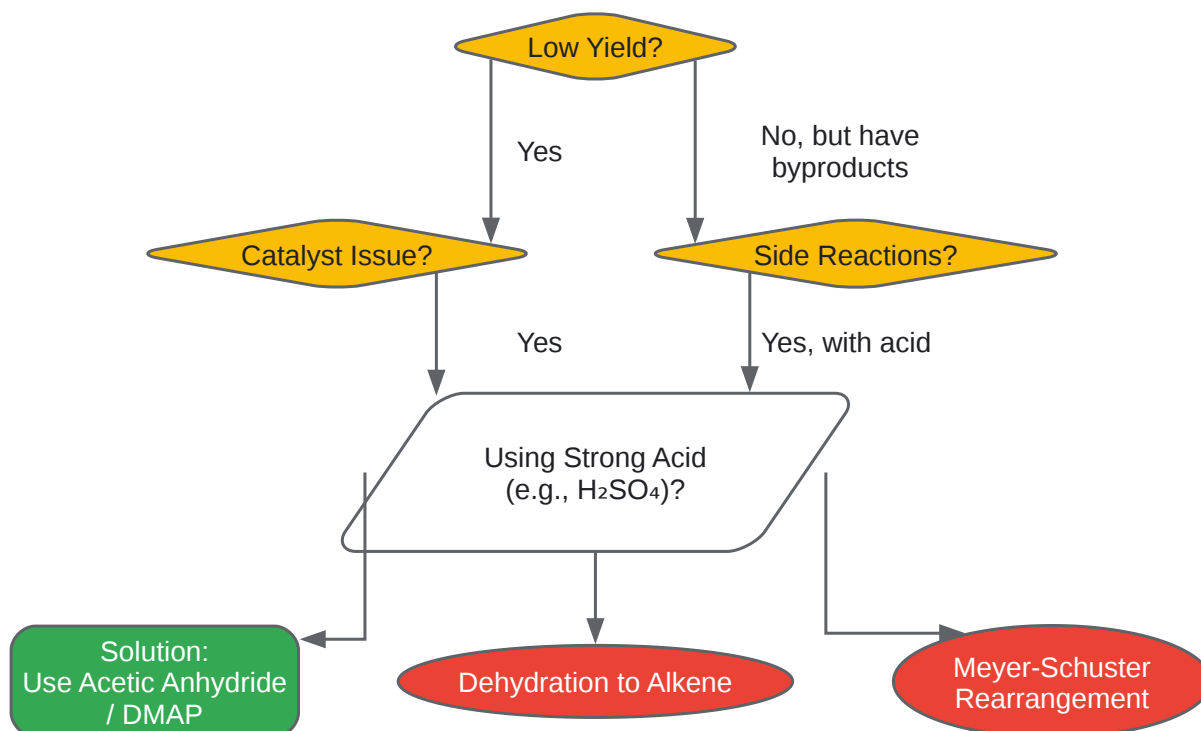 Low Yield?
Yes
No, but have
byproducts
Catalyst Issue?
Side Reactions?
Yes
Yes, with acid
Using Strong Acid
(e.g., H₂SO₄)?
Solution:
Use Acetic Anhydride
/ DMAP
Dehydration to Alkene
Meyer-Schuster
Rearrangement